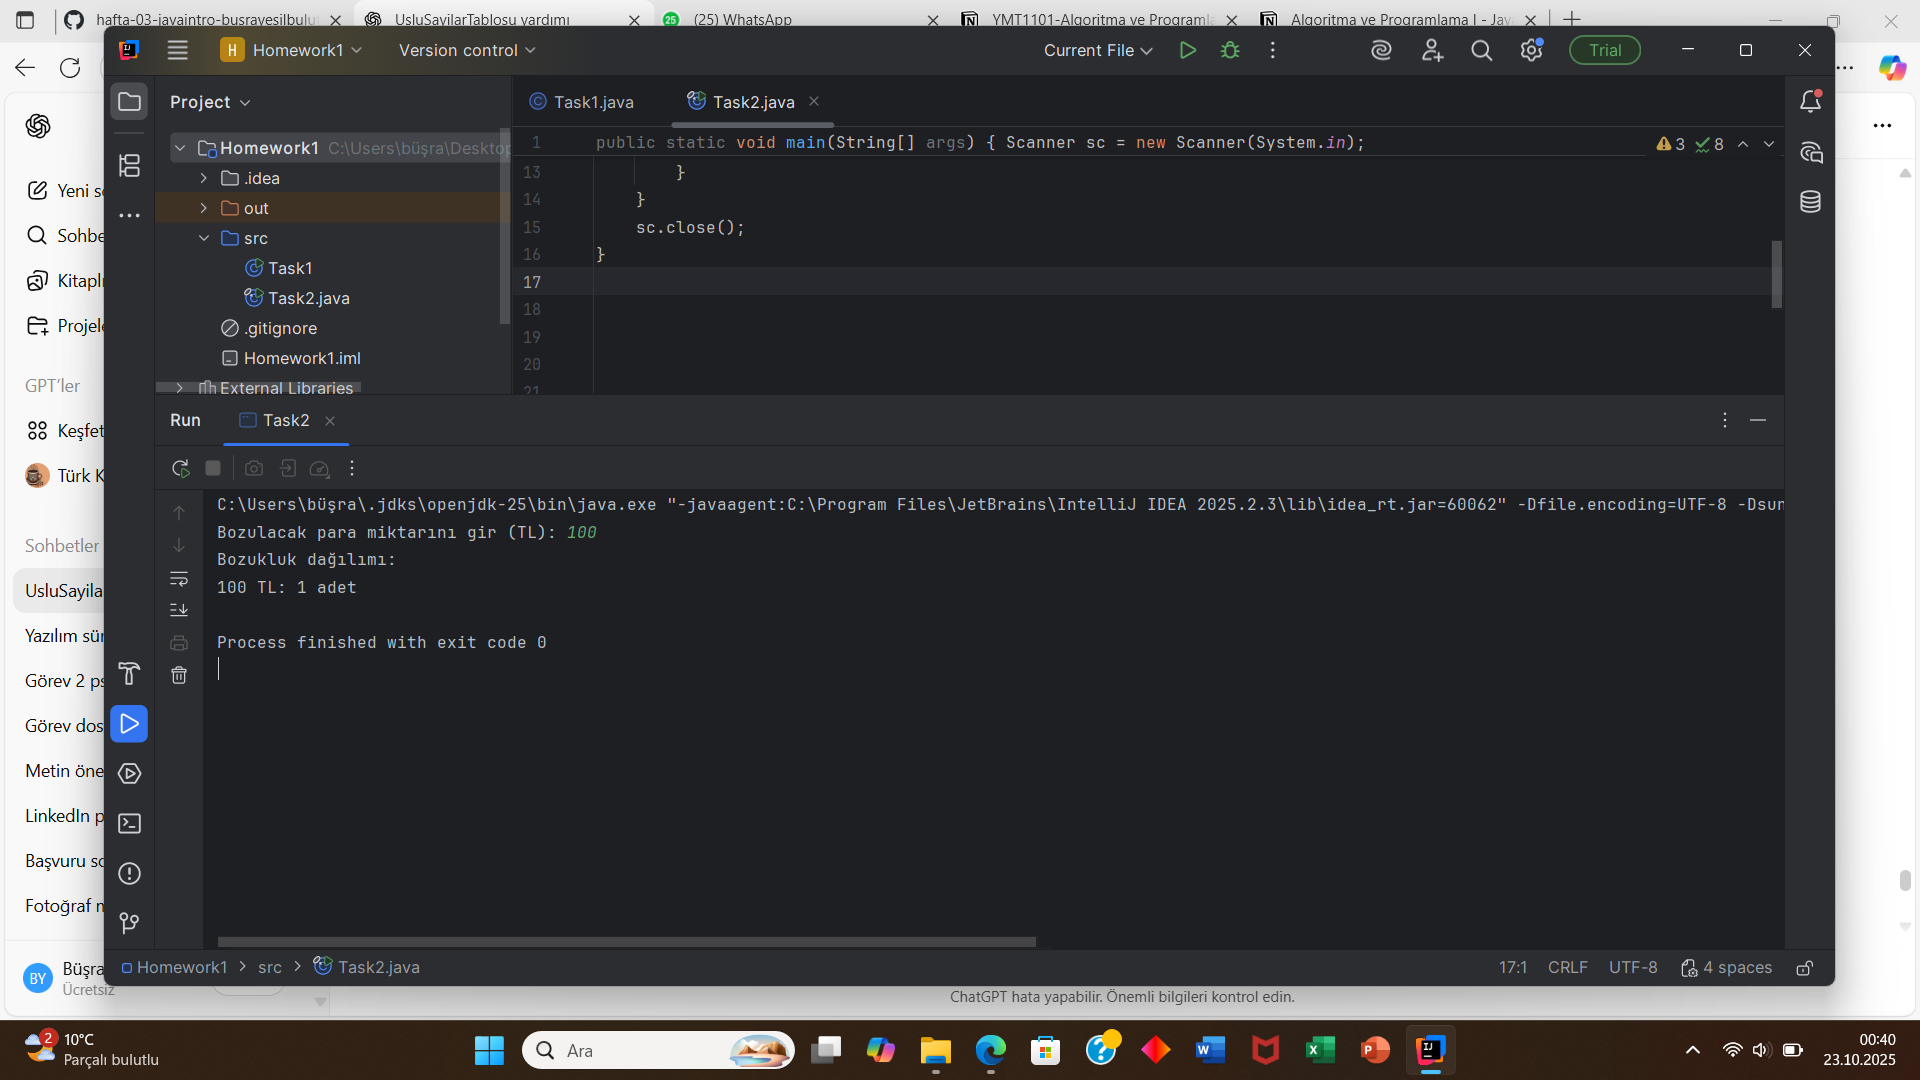 hafta-03-javaintro-busrayesilbulut
UsluSayilarTablosu yardımı
(25) WhatsApp
YMT1101-Algoritma ve Programla
Algoritma ve Programlama I - Jav
H Homework1
Version control
Current File
Trial
Project
Task1.java
Task2.java
Homework1 C:\Users\büşra\Desktop
.idea
out
src
Task1
Task2.java
.gitignore
Homework1.iml
External Libraries
1 public static void main(String[] args) { Scanner sc = new Scanner(System.in);
3 8
13 }
14 }
15 sc.close();
16 }
17
18
19
20
21
Run
Task2
C:\Users\büşra\.jdks\openjdk-25\bin\java.exe "-javaagent:C:\Program Files\JetBrains\IntelliJ IDEA 2025.2.3\lib\idea_rt.jar=60062" -Dfile.encoding=UTF-8 -Dsun
Bozulacak para miktarını gir (TL): 100
Bozukluk dağılımı:
100 TL: 1 adet
Process finished with exit code 0
Homework1 > src > Task2.java
17:1 CRLF UTF-8 4 spaces
Yeni s
Sohbe
Kitaplı
Projele
GPT'ler
Keşfet
Türk K
Sohbetler
UsluSayila
Yazılım sür
Görev 2 ps
Görev dos
Metin öne
LinkedIn p
Başvuru so
Fotoğraf m
BY
Büşra
Ücretsiz
ChatGPT hata yapabilir. Önemli bilgileri kontrol edin.
2
10°C
Parçalı bulutlu
Ara
00:40
23.10.2025